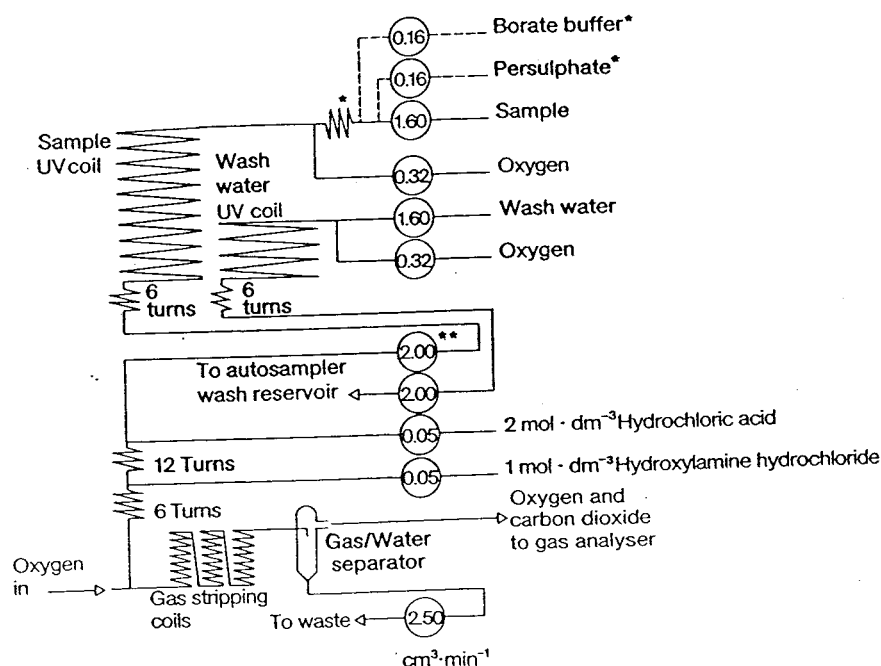 0.16 Borate buffer*
0.16 Persulphate*
*
1.60 Sample
Sample
UV coil
Wash
water
UV coil
0.32 Oxygen
1.60 Wash water
0.32 Oxygen
6
turns
6
turns
2.00 **
To autosampler
wash reservoir
2.00
0.05 2 mol · dm⁻³ Hydrochloric acid
12 Turns
0.05 1 mol · dm⁻³ Hydroxylamine hydrochloride
6 Turns
Oxygen and
carbon dioxide
to gas analyser
Gas/Water
separator
Oxygen
in
Gas stripping
coils
To waste
2.50
cm³·min⁻¹